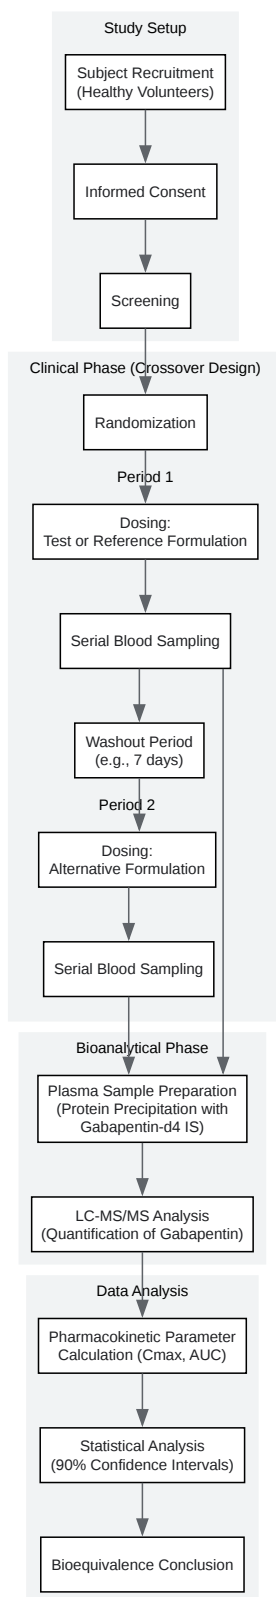 Study Setup
Subject Recruitment
(Healthy Volunteers)
Informed Consent
Screening
Clinical Phase (Crossover Design)
Randomization
Period 1
Dosing:
Test or Reference Formulation
Serial Blood Sampling
Washout Period
(e.g., 7 days)
Period 2
Dosing:
Alternative Formulation
Serial Blood Sampling
Bioanalytical Phase
Plasma Sample Preparation
(Protein Precipitation with
Gabapentin-d4 IS)
LC-MS/MS Analysis
(Quantification of Gabapentin)
Data Analysis
Pharmacokinetic Parameter
Calculation (Cmax, AUC)
Statistical Analysis
(90% Confidence Intervals)
Bioequivalence Conclusion